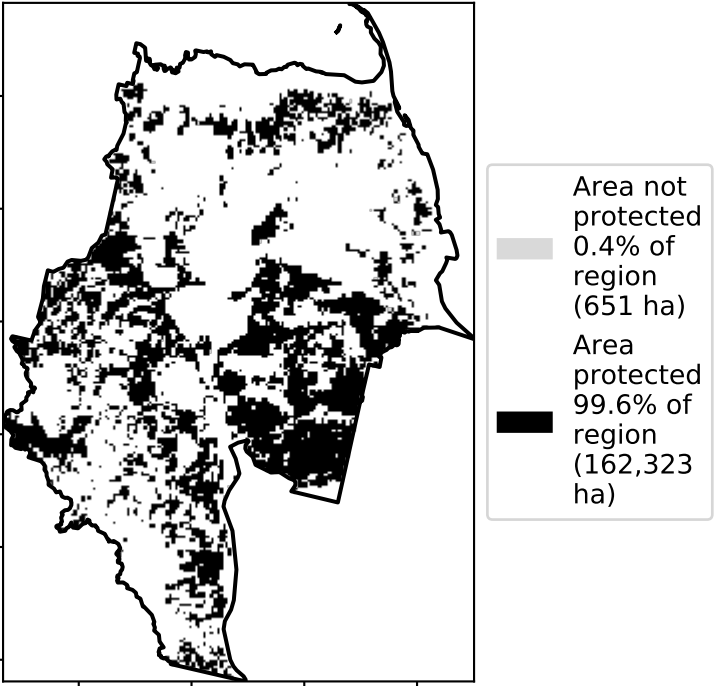 Area not
protected
0.4% of
region
(651 ha)
Area
protected
99.6% of
region
(162,323
ha)